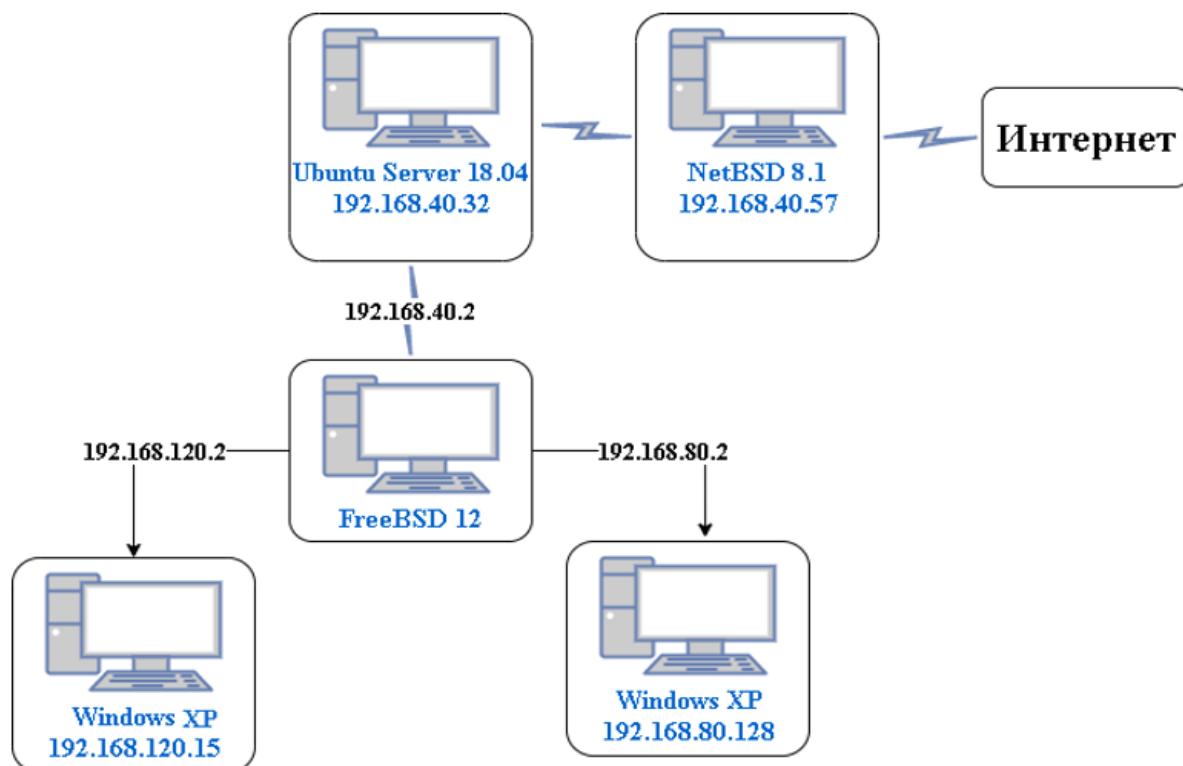 Ubuntu Server 18.04
192.168.40.32
NetBSD 8.1
192.168.40.57
Интернет
192.168.40.2
192.168.120.2
192.168.80.2
FreeBSD 12
Windows XP
192.168.120.15
Windows XP
192.168.80.128